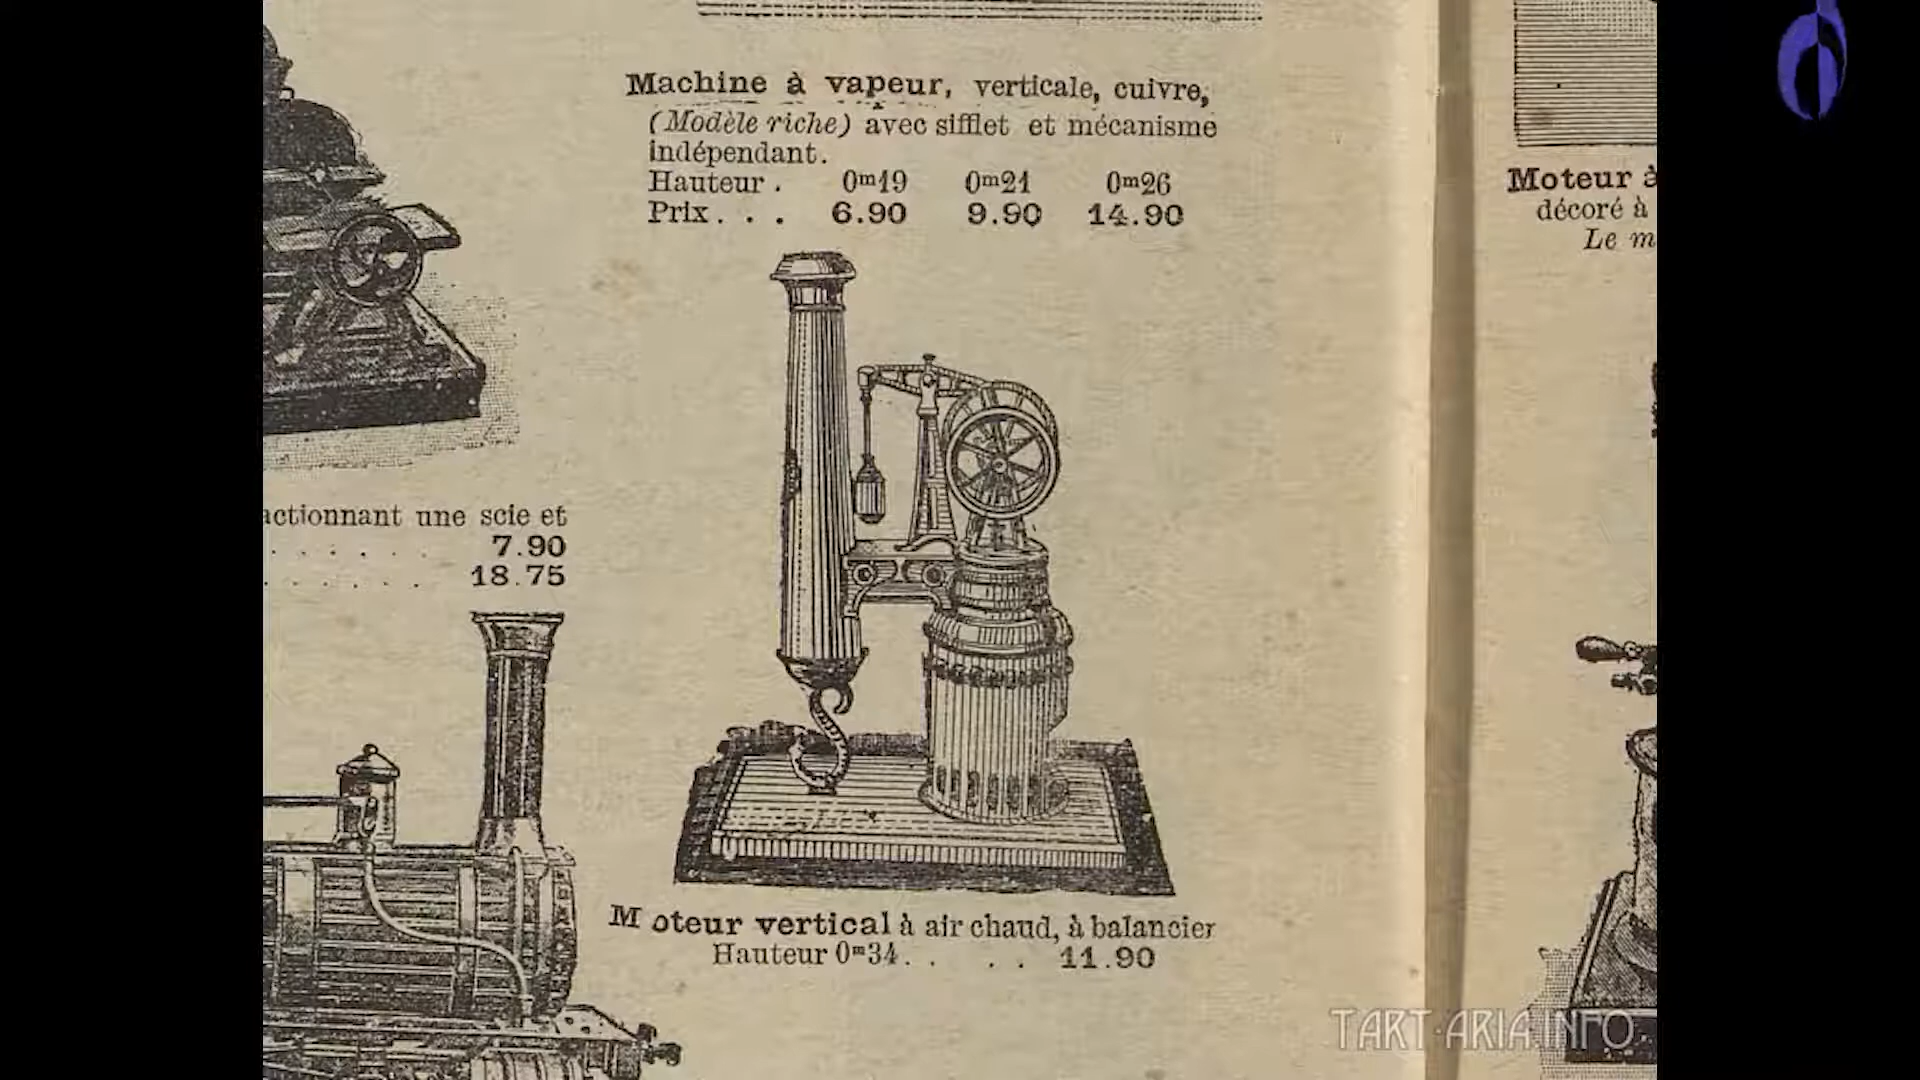 Machine à vapeur, verticale, cuivre,
(Modèle riche) avec sifflet et mécanisme
indépendant.
Hauteur . 0m19 0m21 0m26
Prix. . . 6.90 9.90 14.90
actionnant une scie et
. . . . . . 7.90
. . . . . . 18.75
Moteur vertical à air chaud, à balancier
Hauteur 0m34. . . . 11.90
Moteur à
décoré à
Le m
TART-ARIA.INFO